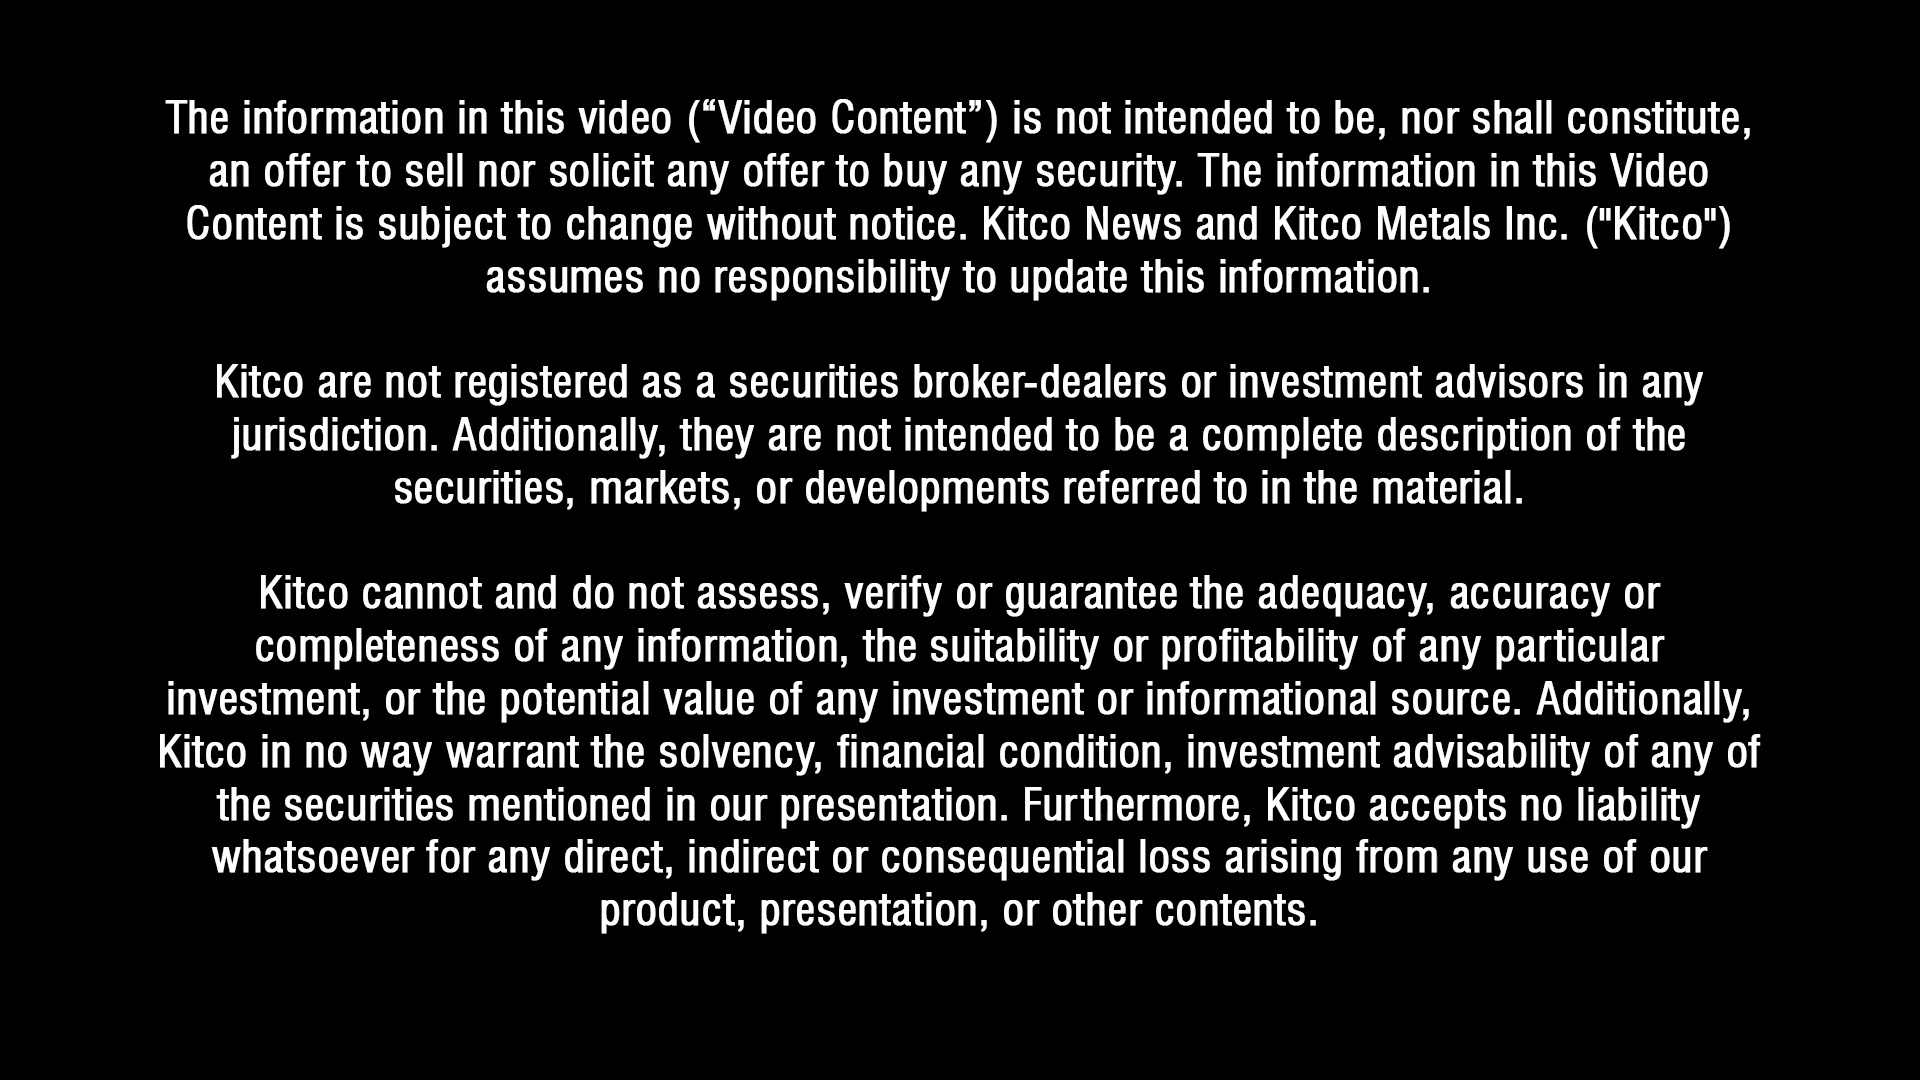 The information in this video (“Video Content”) is not intended to be, nor shall constitute,
an offer to sell nor solicit any offer to buy any security. The information in this Video
Content is subject to change without notice. Kitco News and Kitco Metals Inc. ("Kitco")
assumes no responsibility to update this information.
Kitco are not registered as a securities broker-dealers or investment advisors in any
jurisdiction. Additionally, they are not intended to be a complete description of the
securities, markets, or developments referred to in the material.
Kitco cannot and do not assess, verify or guarantee the adequacy, accuracy or
completeness of any information, the suitability or profitability of any particular
investment, or the potential value of any investment or informational source. Additionally,
Kitco in no way warrant the solvency, financial condition, investment advisability of any of
the securities mentioned in our presentation. Furthermore, Kitco accepts no liability
whatsoever for any direct, indirect or consequential loss arising from any use of our
product, presentation, or other contents.